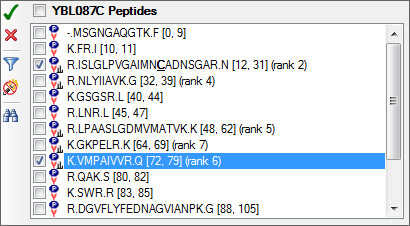 YBL087C Peptides
-.MSGNGAQGTK.F [0, 9]
K.FR.I [10, 11]
R.ISLGLPVGAIMNCADNSGAR.N [12, 31] (rank 2)
R.NLYIIAVK.G [32, 39] (rank 4)
K.GSGSR.L [40, 44]
R.LNR.L [45, 47]
R.LPAASLGDMVMATVK.K [48, 62] (rank 5)
K.GKPELR.K [64, 69] (rank 7)
K.VMPAIVVR.Q [72, 79] (rank 6)
R.QAK.S [80, 82]
K.SWR.R [83, 85]
R.DGVFLYFEDNAGVIANPK.G [88, 105]